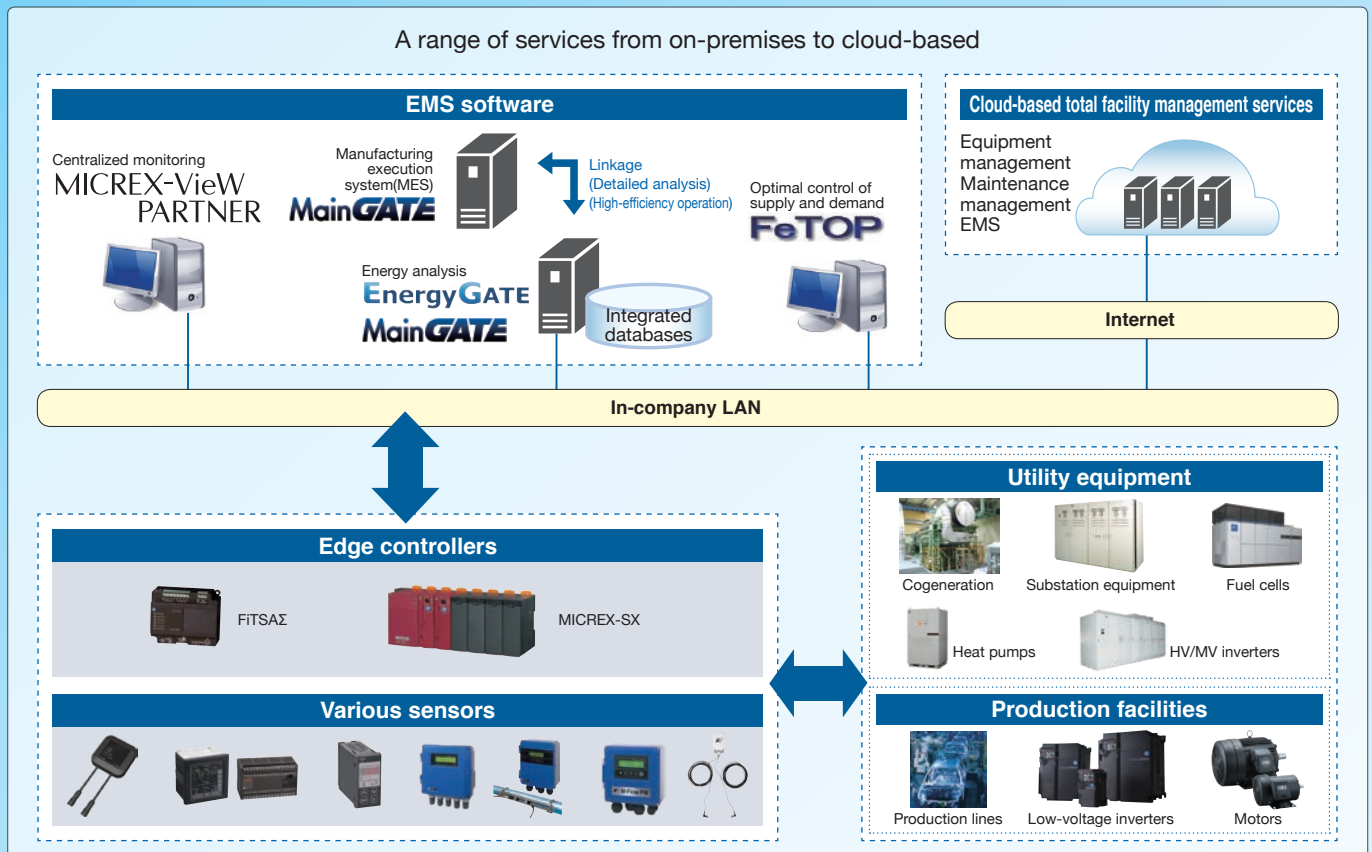 A range of services from on-premises to cloud-based
EMS software
Centralized monitoring
MICREX-VieW
PARTNER
Manufacturing
execution
system(MES)
MainGATE
Linkage
(Detailed analysis)
(High-efficiency operation)
Optimal control of
supply and demand
FeTOP
Energy analysis
EnergyGATE
MainGATE
Integrated
databases
Cloud-based total facility management services
Equipment
management
Maintenance
management
EMS
Internet
In-company LAN
Edge controllers
FiTSAΣ
MICREX-SX
Various sensors
Utility equipment
Cogeneration
Substation equipment
Fuel cells
Heat pumps
HV/MV inverters
Production facilities
Production lines
Low-voltage inverters
Motors